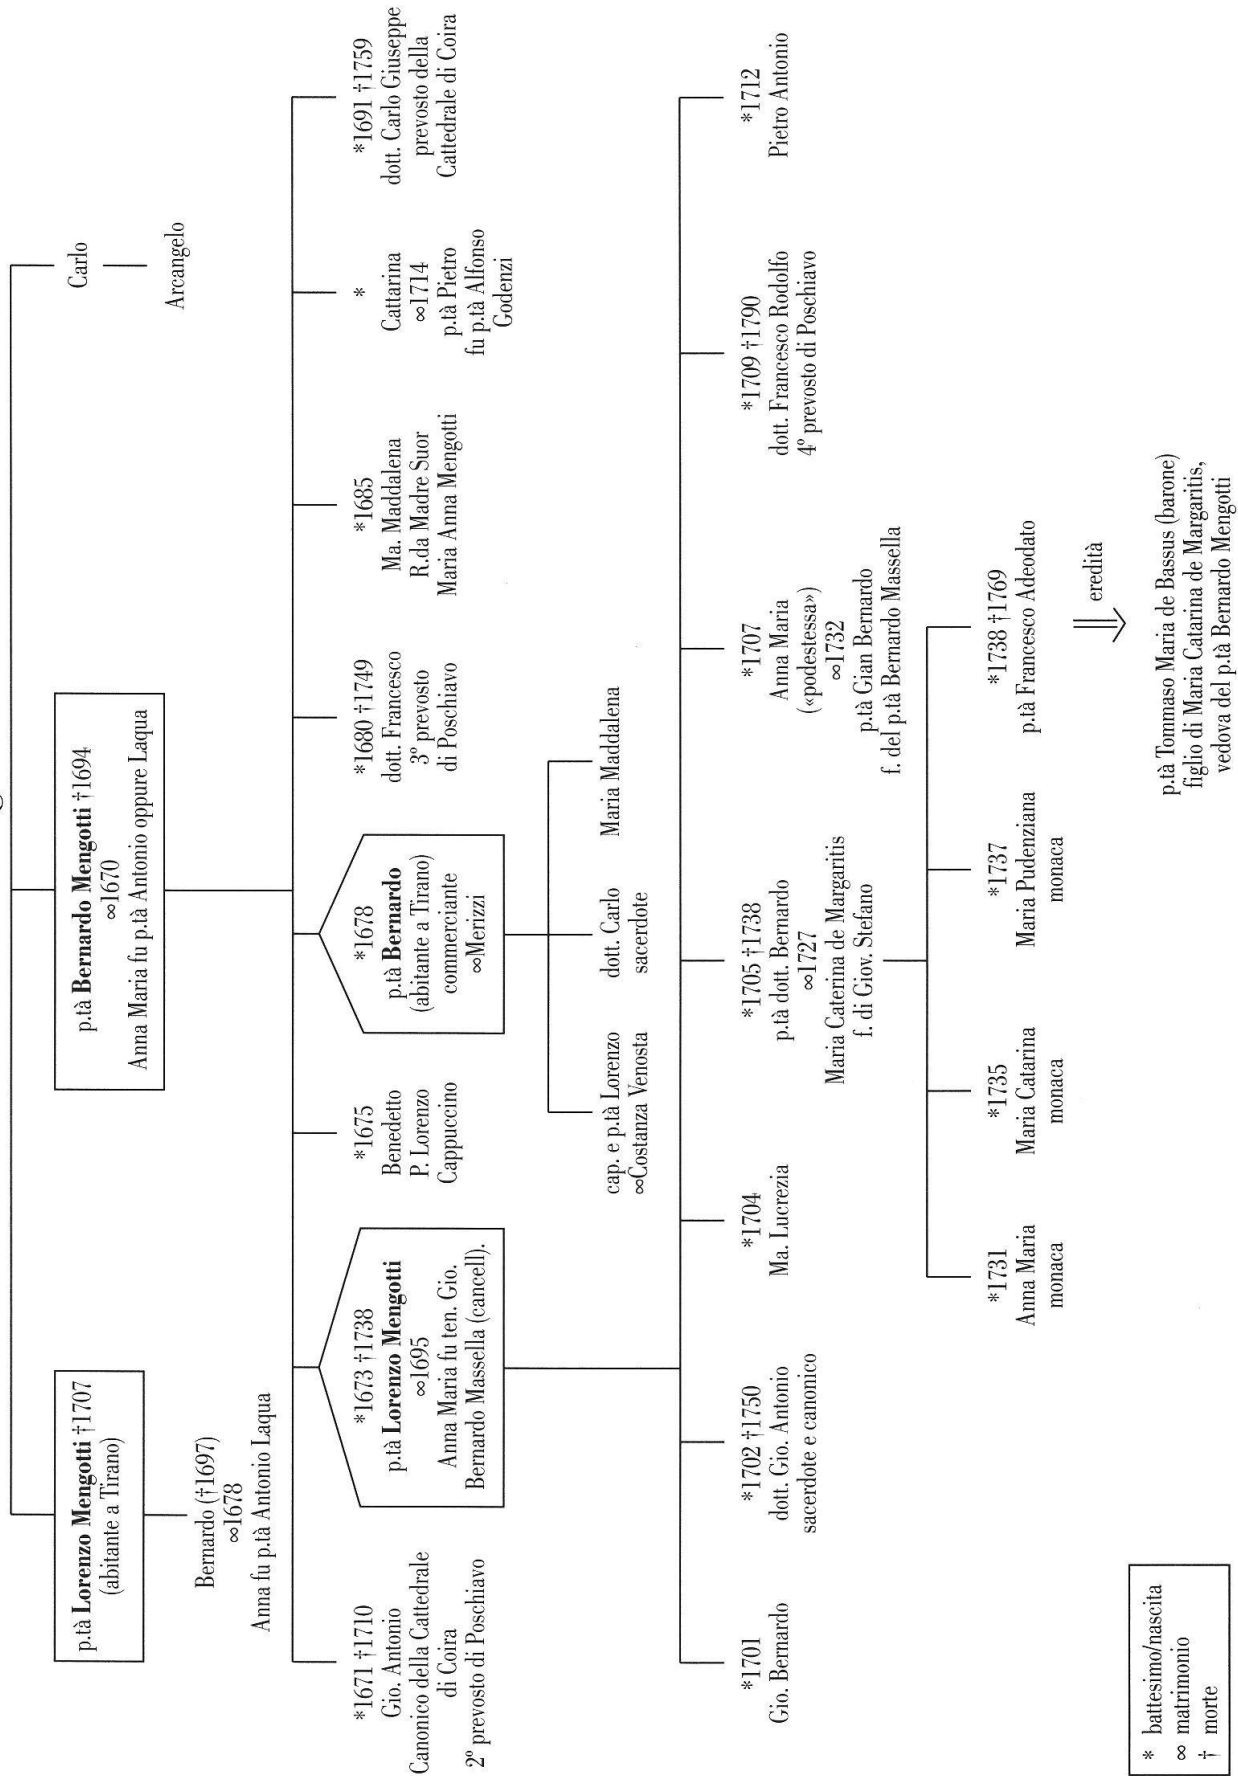 p.tà Lorenzo Mengotti †1707
(abitante a Tirano)
Bernardo (†1697)
∞1678
Anna fu p.tà Antonio Laqua
p.tà Bernardo Mengotti †1694
∞1670
Anna Maria fu p.tà Antonio oppure Laqua
Carlo
Arcangelo
*1671 †1710
Gio. Antonio
Canonico della Cattedrale
di Coira
2º prevosto di Poschiavo
*1673 †1738
p.tà Lorenzo Mengotti
∞1695
Anna Maria fu ten. Gio.
Bernardo Massella (cancell).
*1675
Benedetto
P. Lorenzo
Cappuccino
*1678
p.tà Bernardo
(abitante a Tirano)
commerciante
∞Merizzi
*1680 †1749
dott. Francesco
3º prevosto
di Poschiavo
*1685
Ma. Maddalena
R.da Madre Suor
Maria Anna Mengotti
*
Cattarina
∞1714
p.tà Pietro
fu p.tà Alfonso
Godenzi
*1691 †1759
dott. Carlo Giuseppe
prevosto della
Cattedrale di Coira
cap. e p.tà Lorenzo
∞Costanza Venosta
dott. Carlo
sacerdote
Maria Maddalena
*1701
Gio. Bernardo
*1702 †1750
dott. Gio. Antonio
sacerdote e canonico
*1704
Ma. Lucrezia
*1705 †1738
p.tà dott. Bernardo
∞1727
Maria Caterina de Margaritis
f. di Giov. Stefano
*1707
Anna Maria
(«podestessa»)
∞1732
p.tà Gian Bernardo
f. del p.tà Bernardo Massella
*1709 †1790
dott. Francesco Rodolfo
4º prevosto di Poschiavo
*1712
Pietro Antonio
*1731
Anna Maria
monaca
*1735
Maria Catarina
monaca
*1737
Maria Pudenziana
monaca
*1738 †1769
p.tà Francesco Adeodato
eredità
p.tà Tommaso Maria de Bassus (barone)
figlio di Maria Catarina de Margaritis,
vedova del p.tà Bernardo Mengotti
* battesimo/nascita
∞ matrimonio
† morte